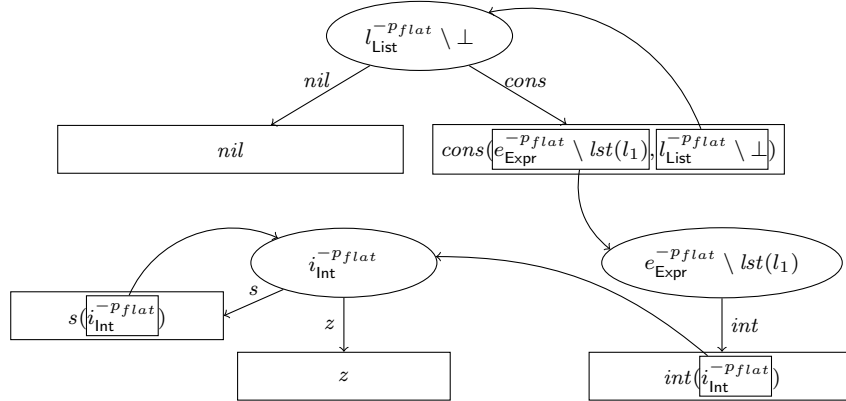 l_List^{-p_flat} \ ⊥
nil
cons
nil
cons(e_Expr^{-p_flat} \ lst(l_1), l_List^{-p_flat} \ ⊥)
i_Int^{-p_flat}
e_Expr^{-p_flat} \ lst(l_1)
s
s(i_Int^{-p_flat})
z
int
z
int(i_Int^{-p_flat})